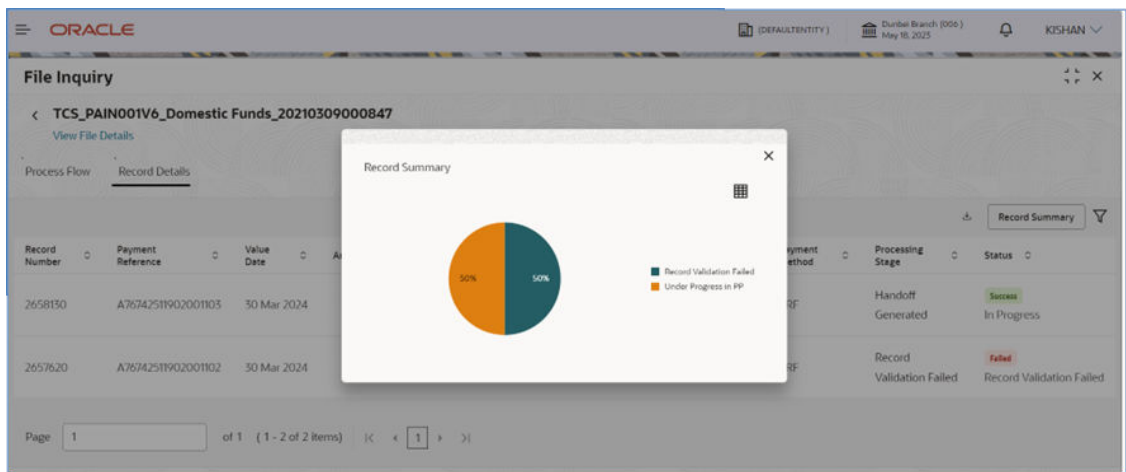 ORACLE
(DEFAULTENTITY)
Durbei Branch (006)
May 18, 2023
KISHAN
File Inquiry
TCS_PAIN001V6_Domestic Funds_20210309000847
View File Details
Process Flow
Record Details
Record Summary
50%
50%
Record Validation Failed
Under Progress in PP
Record Summary
Record
Number
Payment
Reference
Value
Date
Processing
Stage
Status
2658130
A76742511902001103
30 Mar 2024
Handoff
Generated
Success
In Progress
2657620
A76742511902001102
30 Mar 2024
Record
Validation Failed
Failed
Record Validation Failed
Page
1
of 1 (1 - 2 of 2 items)
1